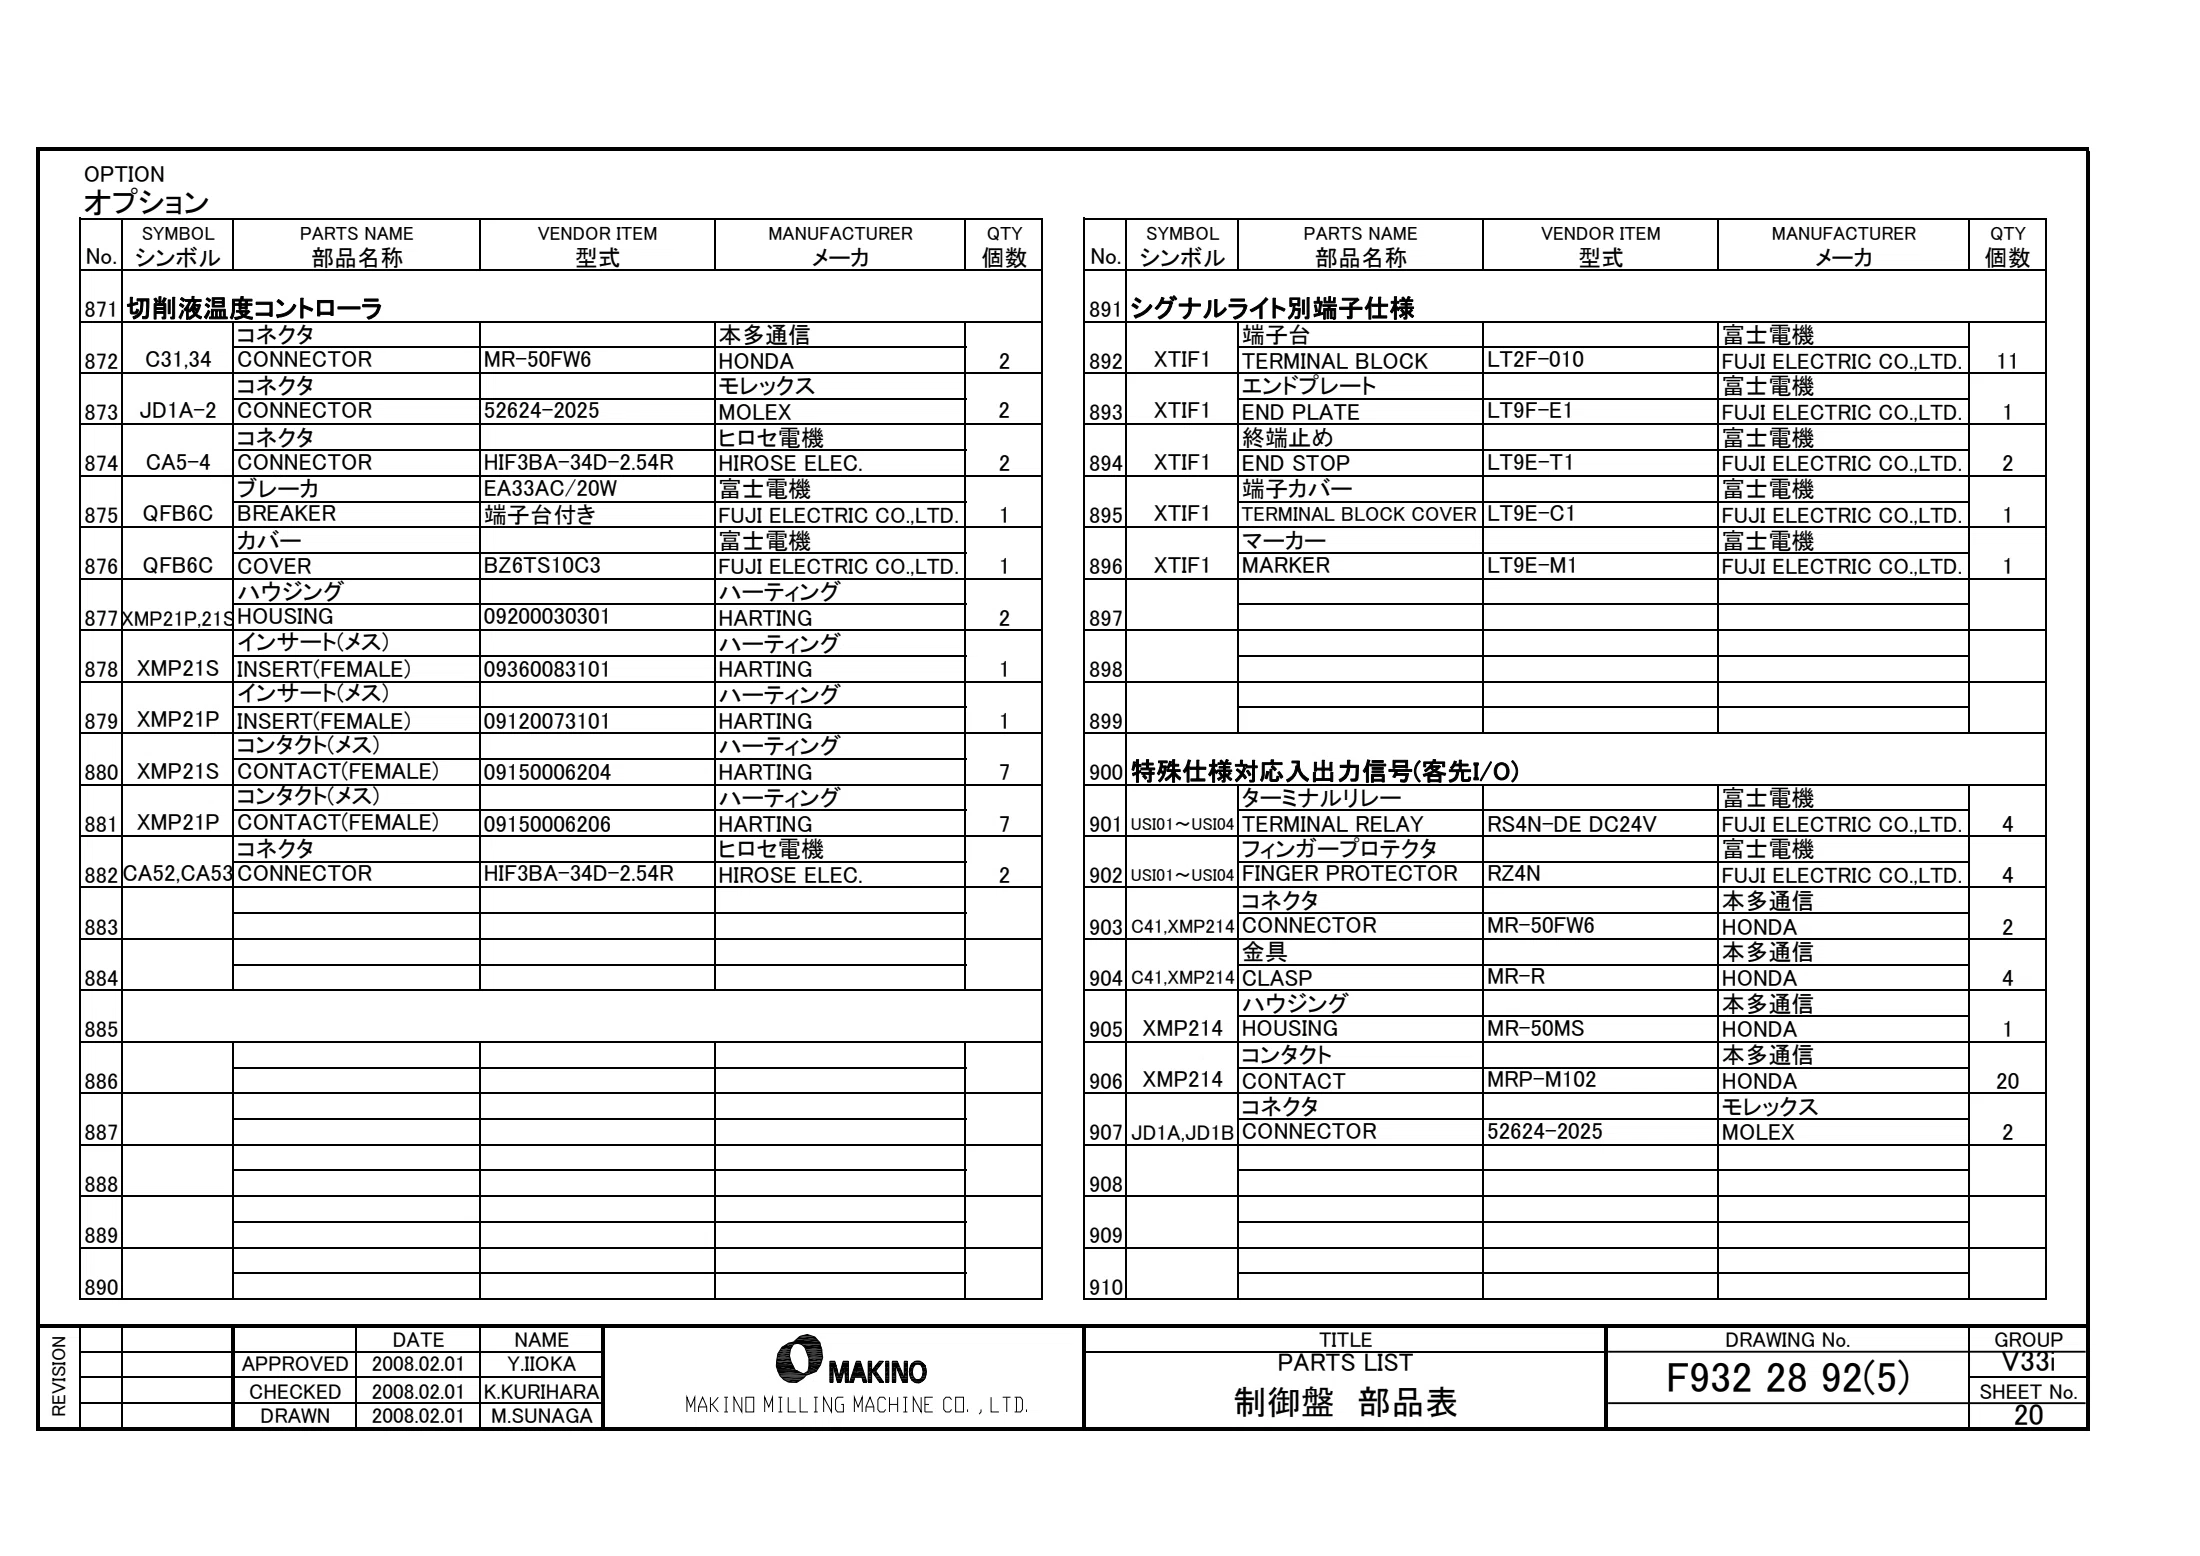 OPTION
オプション
SYMBOL PARTS NAME VENDOR ITEM MANUFACTURER QTY
No. シンボル 部品名称 型式 メーカ 個数
871 切削液温度コントローラ
コネクタ 本多通信
872 C31,34 CONNECTOR MR-50FW6 HONDA 2
コネクタ モレックス
873 JD1A-2 CONNECTOR 52624-2025 MOLEX 2
コネクタ ヒロセ電機
874 CA5-4 CONNECTOR HIF3BA-34D-2.54R HIROSE ELEC. 2
ブレーカ EA33AC/20W 富士電機
875 QFB6C BREAKER 端子台付き FUJI ELECTRIC CO.,LTD. 1
カバー 富士電機
876 QFB6C COVER BZ6TS10C3 FUJI ELECTRIC CO.,LTD. 1
ハウジング ハーティング
877 XMP21P,21S HOUSING 09200030301 HARTING 2
インサート(メス) ハーティング
878 XMP21S INSERT(FEMALE) 09360083101 HARTING 1
インサート(メス) ハーティング
879 XMP21P INSERT(FEMALE) 09120073101 HARTING 1
コンタクト(メス) ハーティング
880 XMP21S CONTACT(FEMALE) 09150006204 HARTING 7
コンタクト(メス) ハーティング
881 XMP21P CONTACT(FEMALE) 09150006206 HARTING 7
コネクタ ヒロセ電機
882 CA52,CA53 CONNECTOR HIF3BA-34D-2.54R HIROSE ELEC. 2
883
884
885
886
887
888
889
890
SYMBOL PARTS NAME VENDOR ITEM MANUFACTURER QTY
No. シンボル 部品名称 型式 メーカ 個数
891 シグナルライト別端子仕様
端子台 富士電機
892 XTIF1 TERMINAL BLOCK LT2F-010 FUJI ELECTRIC CO.,LTD. 11
エンドプレート 富士電機
893 XTIF1 END PLATE LT9F-E1 FUJI ELECTRIC CO.,LTD. 1
終端止め 富士電機
894 XTIF1 END STOP LT9E-T1 FUJI ELECTRIC CO.,LTD. 2
端子カバー 富士電機
895 XTIF1 TERMINAL BLOCK COVER LT9E-C1 FUJI ELECTRIC CO.,LTD. 1
マーカー 富士電機
896 XTIF1 MARKER LT9E-M1 FUJI ELECTRIC CO.,LTD. 1
897
898
899
900 特殊仕様対応入出力信号(客先I/O)
ターミナルリレー 富士電機
901 USI01～USI04 TERMINAL RELAY RS4N-DE DC24V FUJI ELECTRIC CO.,LTD. 4
フィンガープロテクタ 富士電機
902 USI01～USI04 FINGER PROTECTOR RZ4N FUJI ELECTRIC CO.,LTD. 4
コネクタ 本多通信
903 C41,XMP214 CONNECTOR MR-50FW6 HONDA 2
金具 本多通信
904 C41,XMP214 CLASP MR-R HONDA 4
ハウジング 本多通信
905 XMP214 HOUSING MR-50MS HONDA 1
コンタクト 本多通信
906 XMP214 CONTACT MRP-M102 HONDA 20
コネクタ モレックス
907 JD1A,JD1B CONNECTOR 52624-2025 MOLEX 2
908
909
910
REVISION
DATE NAME
APPROVED 2008.02.01 Y.IIOKA
CHECKED 2008.02.01 K.KURIHARA
DRAWN 2008.02.01 M.SUNAGA
MAKINO
MAKINO MILLING MACHINE CO.,LTD.
TITLE
PARTS LIST
制御盤 部品表
DRAWING No.
F932 28 92(5)
GROUP
V33i
SHEET No.
20